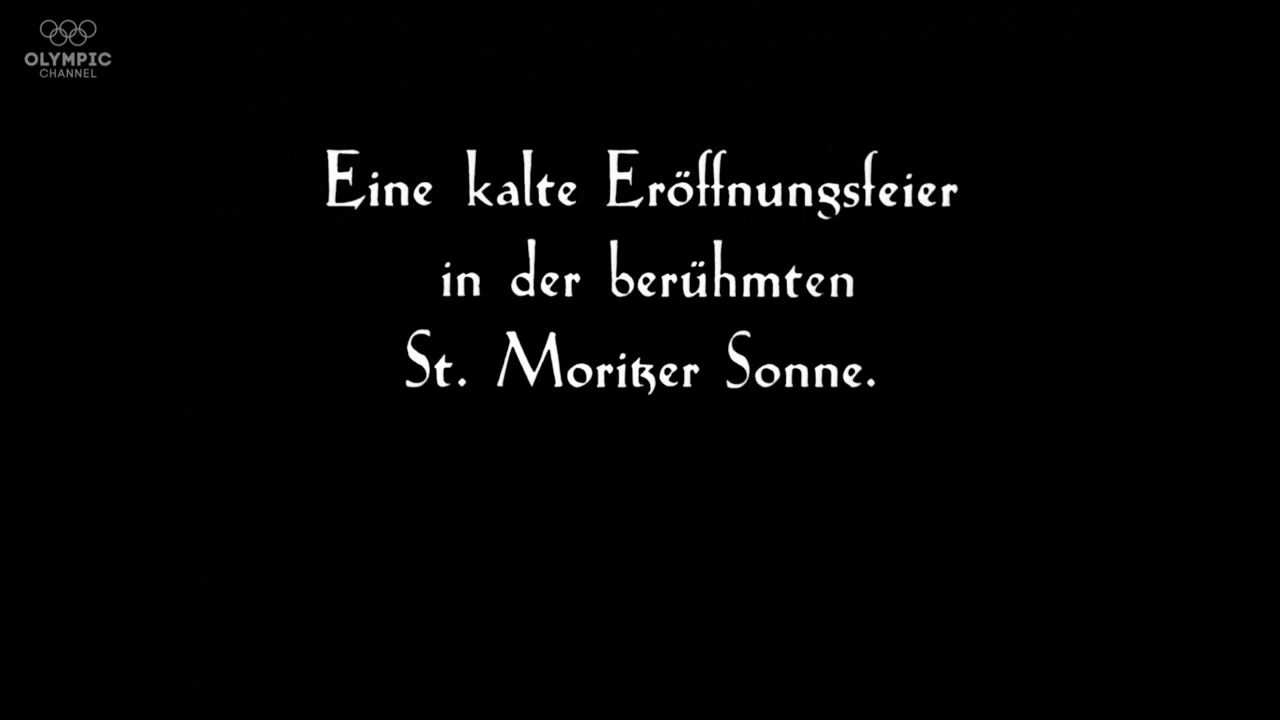 OLYMPIC
CHANNEL
Eine kalte Eröffnungsfeier
in der berühmten
St. Moritzer Sonne.